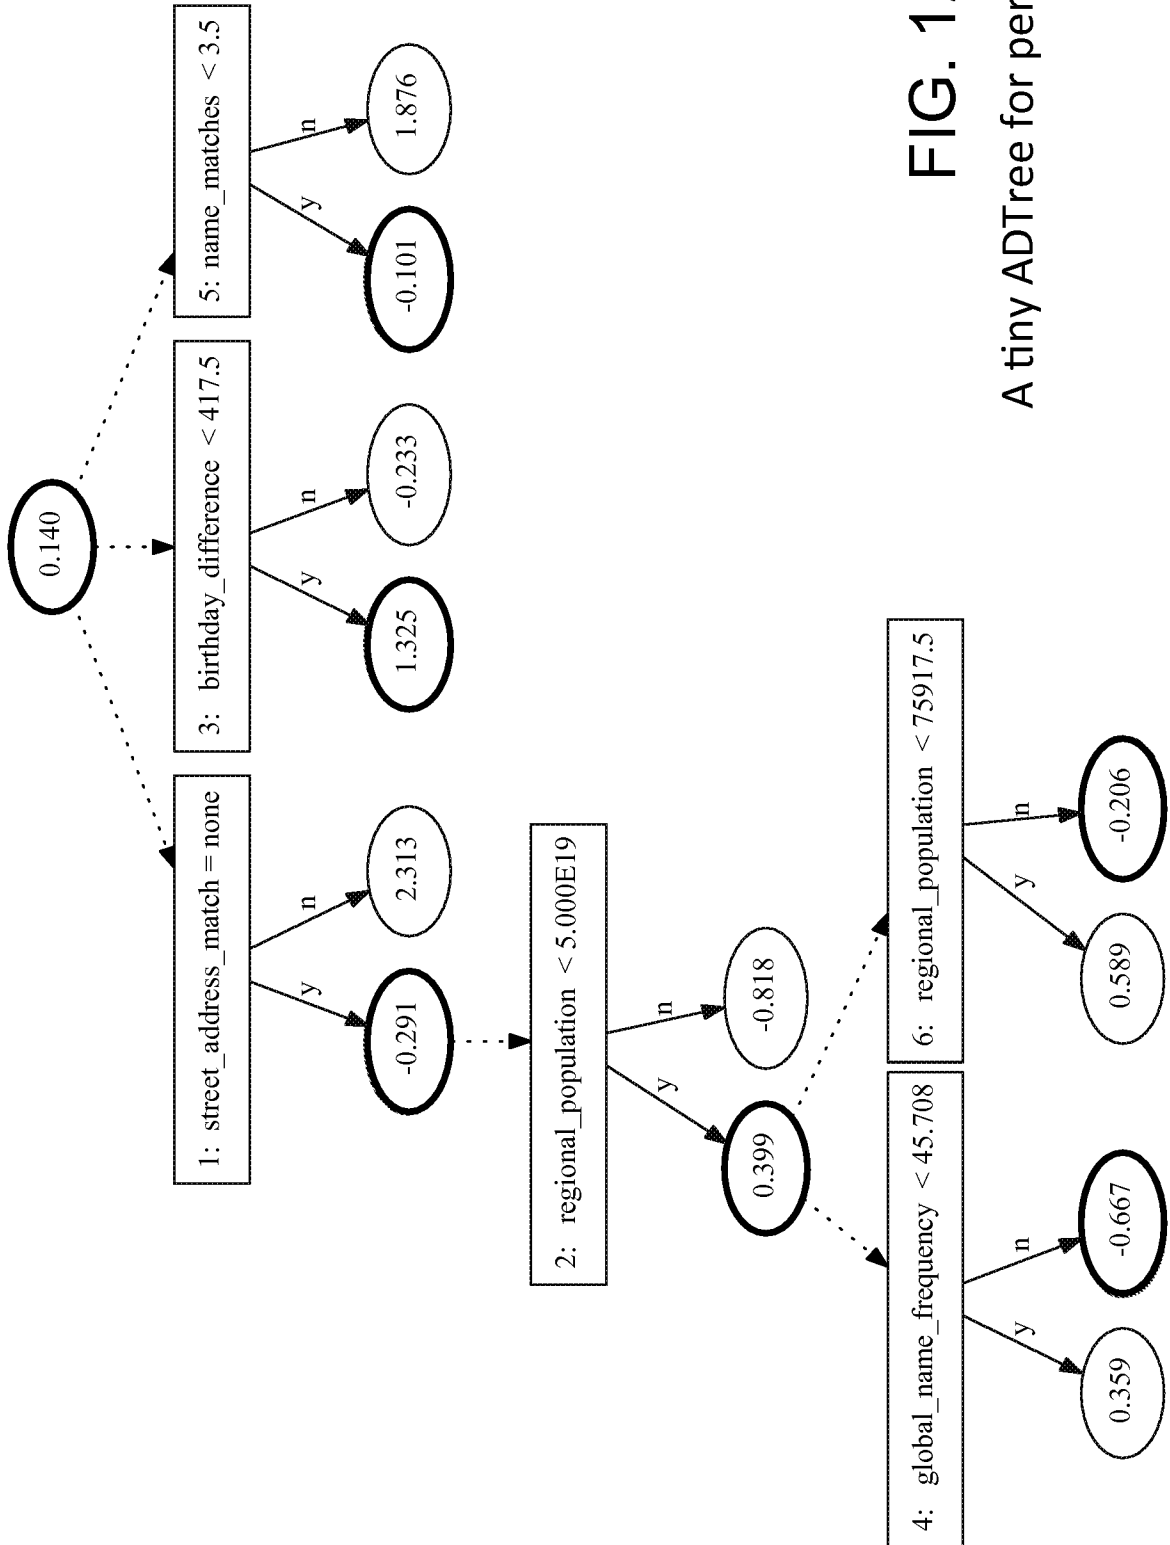 0.140
1: street_address_match = none
3: birthday_difference < 417.5
5: name_matches < 3.5
y
n
y
n
y
n
-0.291
2.313
1.325
-0.233
-0.101
1.876
2: regional_population < 5.000E19
y
n
0.399
-0.818
4: global_name_frequency < 45.708
6: regional_population < 75917.5
y
n
y
n
0.359
-0.667
0.589
-0.206
FIG. 1
A tiny ADTree for